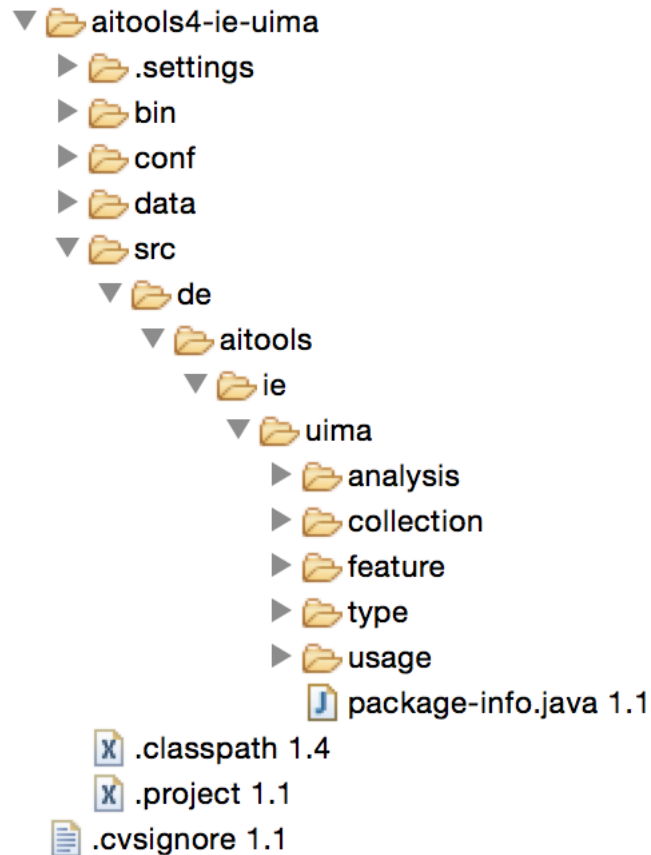 aitools4-ie-uima
.settings
bin
conf
data
src
de
aitools
ie
uima
analysis
collection
feature
type
usage
package-info.java 1.1
.classpath 1.4
.project 1.1
.cvsignore 1.1